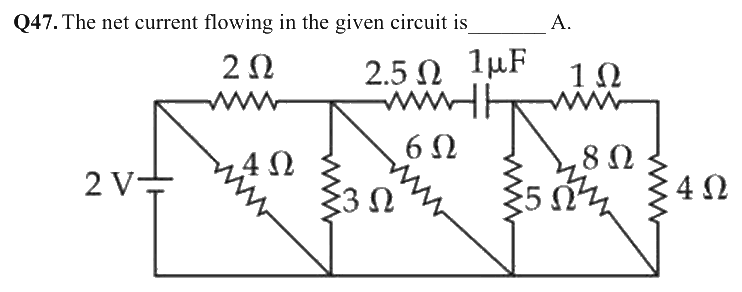 Q47. The net current flowing in the given circuit is________ A.
2 Ω
2.5 Ω
1μF
1 Ω
2 V
4 Ω
3 Ω
6 Ω
5 Ω
8 Ω
4 Ω